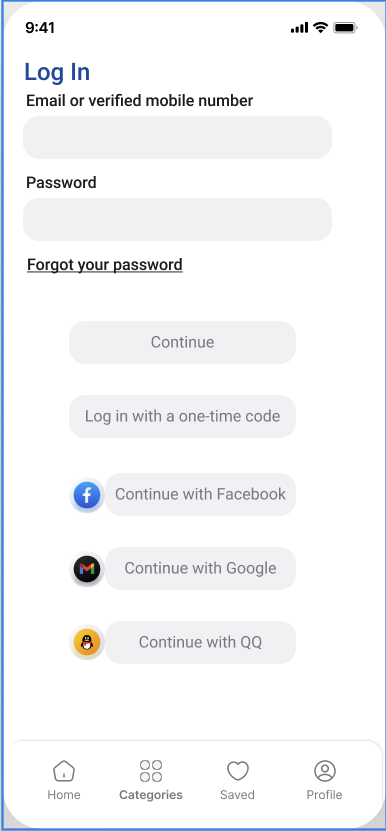 9:41
Log In
Email or verified mobile number
Password
Forgot your password
Continue
Log in with a one-time code
Continue with Facebook
Continue with Google
Continue with QQ
Home
Categories
Saved
Profile